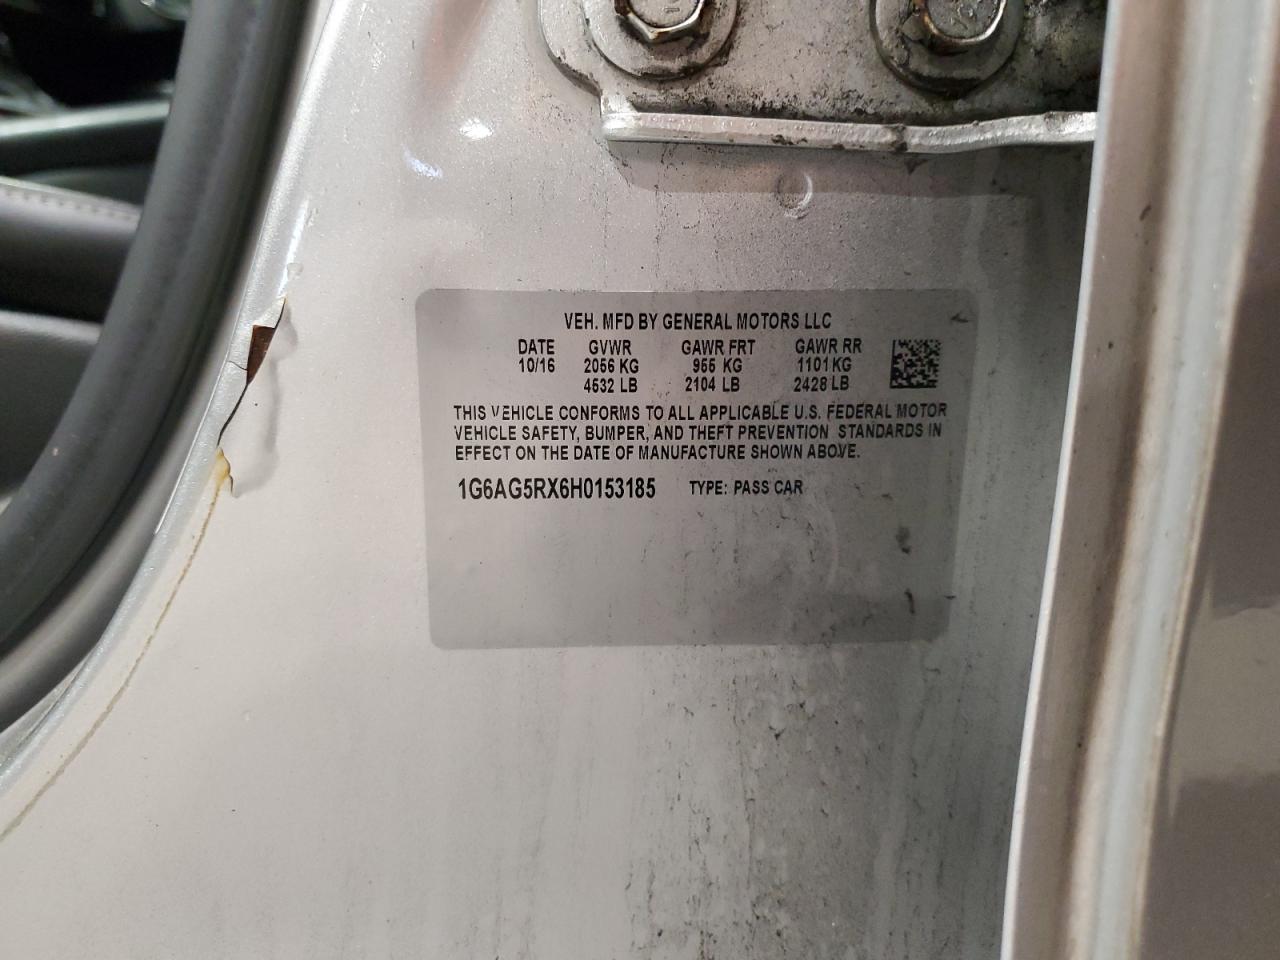 VEH. MFD BY GENERAL MOTORS LLC
DATE GVWR GAWR FRT GAWR RR
10/16 2056 KG 955 KG 1101 KG
4532 LB 2104 LB 2428 LB
THIS VEHICLE CONFORMS TO ALL APPLICABLE U.S. FEDERAL MOTOR
VEHICLE SAFETY, BUMPER, AND THEFT PREVENTION STANDARDS IN
EFFECT ON THE DATE OF MANUFACTURE SHOWN ABOVE.
1G6AG5RX6H0153185 TYPE: PASS CAR